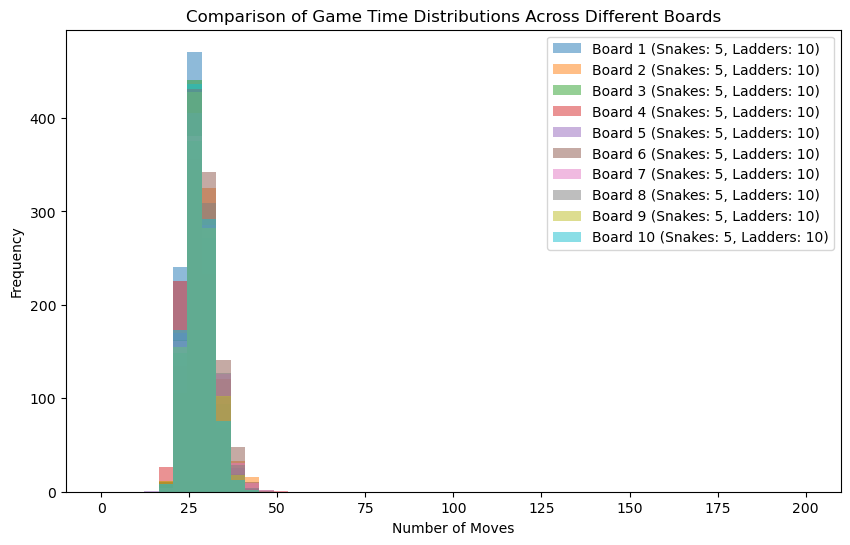 Comparison of Game Time Distributions Across Different Boards
Board 1 (Snakes: 5, Ladders: 10)
Board 2 (Snakes: 5, Ladders: 10)
Board 3 (Snakes: 5, Ladders: 10)
Board 4 (Snakes: 5, Ladders: 10)
Board 5 (Snakes: 5, Ladders: 10)
Board 6 (Snakes: 5, Ladders: 10)
Board 7 (Snakes: 5, Ladders: 10)
Board 8 (Snakes: 5, Ladders: 10)
Board 9 (Snakes: 5, Ladders: 10)
Board 10 (Snakes: 5, Ladders: 10)
Frequency
400
300
200
100
0
0 25 50 75 100 125 150 175 200
Number of Moves